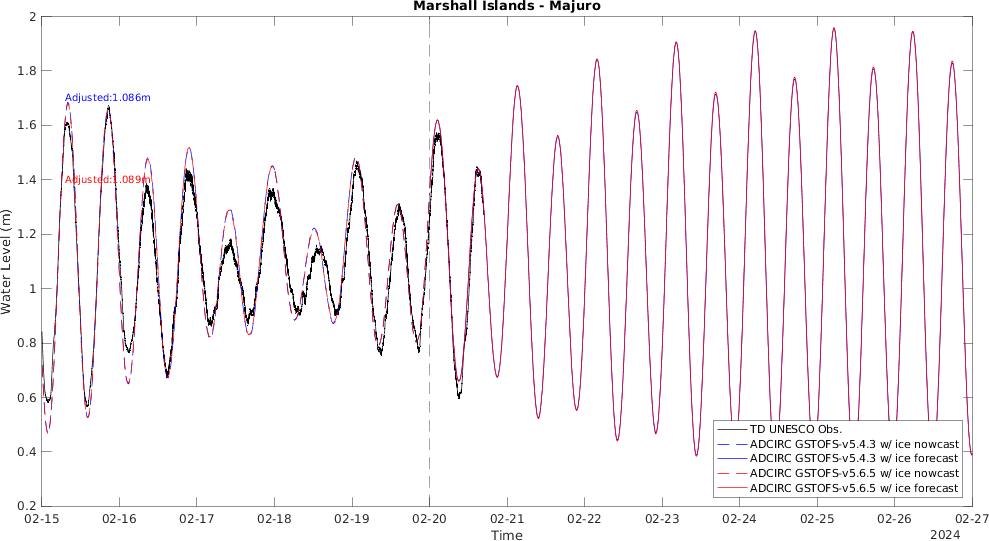 Marshall Islands - Majuro
2
1.8
1.6
1.4
1.2
1
0.8
0.6
0.4
0.2
Water Level (m)
Adjusted:1.086m
Adjusted:1.089m
TD UNESCO Obs.
ADCIRC GSTOFS-v5.4.3 w/ ice nowcast
ADCIRC GSTOFS-v5.4.3 w/ ice forecast
ADCIRC GSTOFS-v5.6.5 w/ ice nowcast
ADCIRC GSTOFS-v5.6.5 w/ ice forecast
02-15 02-16 02-17 02-18 02-19 02-20 02-21 02-22 02-23 02-24 02-25 02-26 02-27
Time
2024